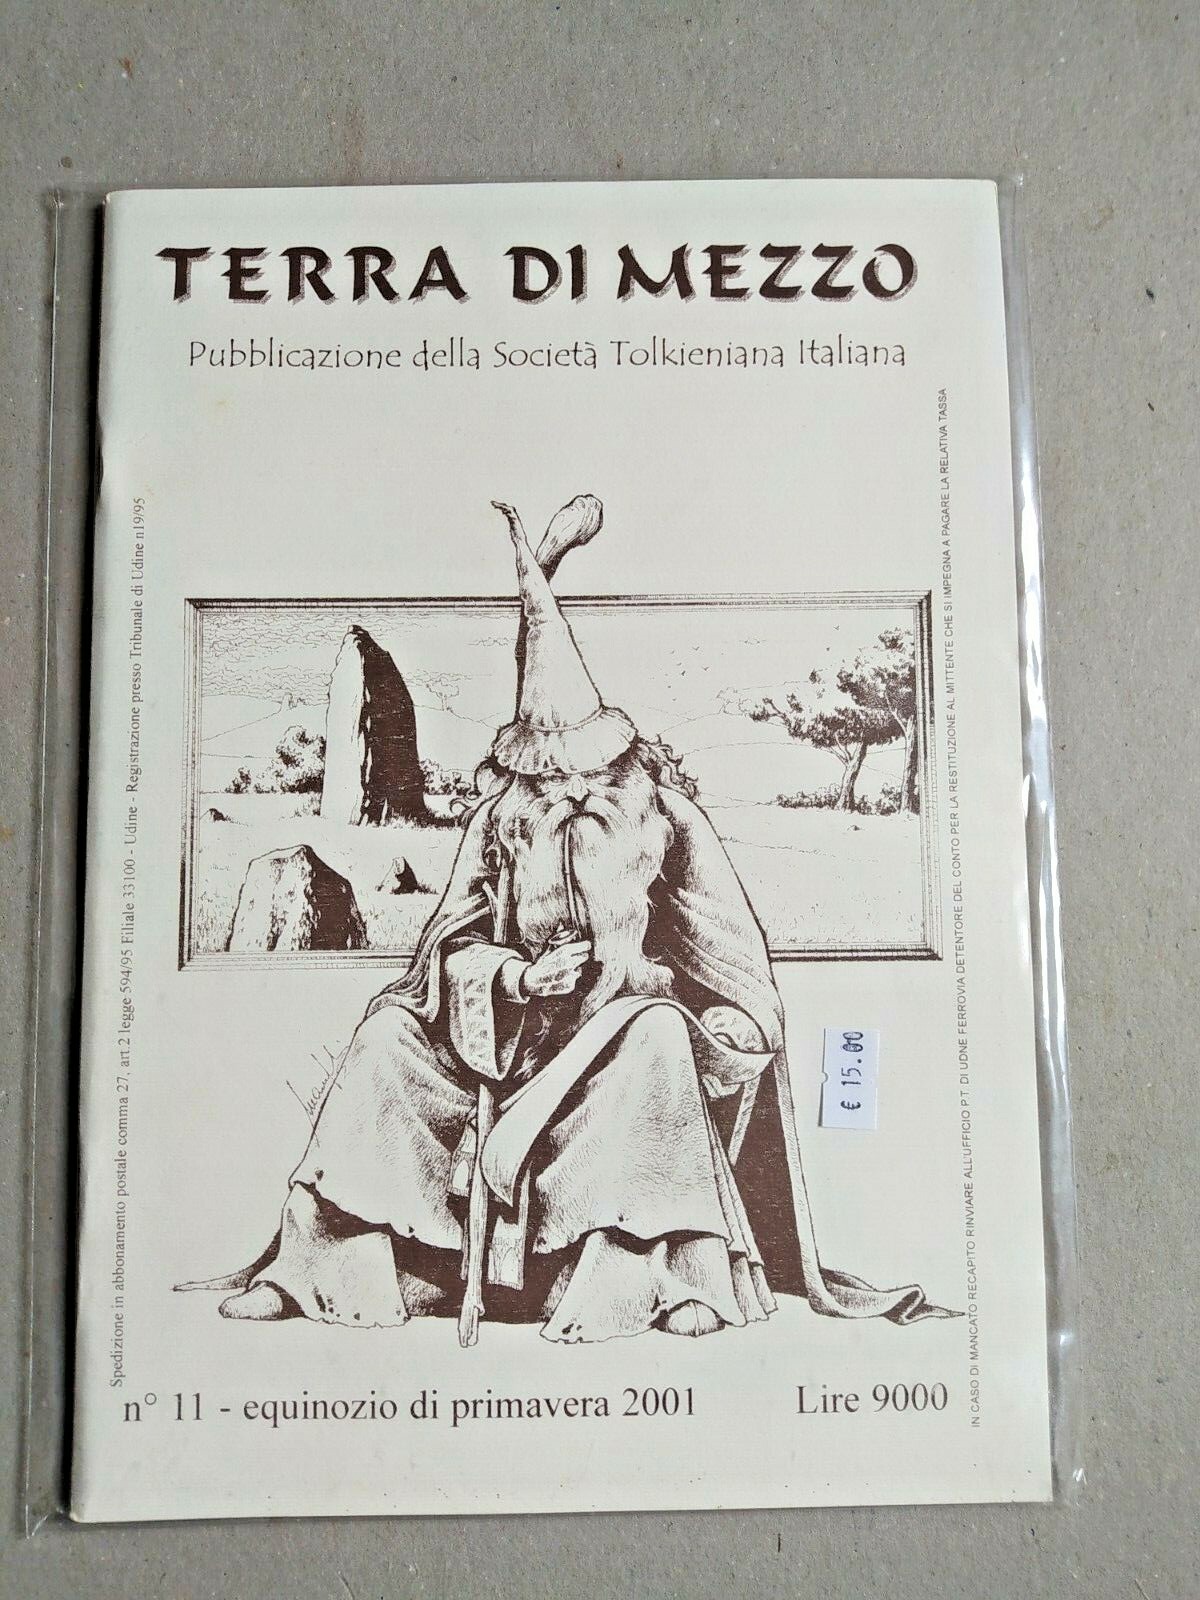 TERRA DI MEZZO
Pubblicazione della Società Tolkieniana Italiana
Spedizione in abbonamento postale comma 27, art.2 legge 594/95 Filiale 33100 - Udine - Registrazione presso Tribunale di Udine n19/95
IN CASO DI MANCATO RECAPITO RINVIARE ALL'UFFICIO P.T DI UDNE FERROVIA DETENTORE DEL CONTO PER LA RESTITUZIONE AL MITTENTE CHE SI IMPEGNA A PAGARE LA RELATIVA TASSA
€ 15.00
n° 11 - equinozio di primavera 2001
Lire 9000